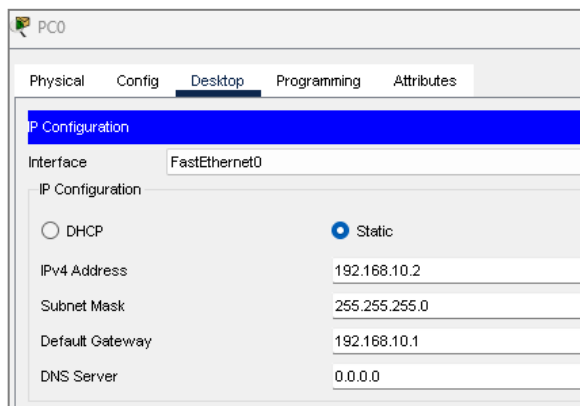 PC0
Physical Config Desktop Programming Attributes
IP Configuration
Interface FastEthernet0
IP Configuration
DHCP Static
IPv4 Address 192.168.10.2
Subnet Mask 255.255.255.0
Default Gateway 192.168.10.1
DNS Server 0.0.0.0